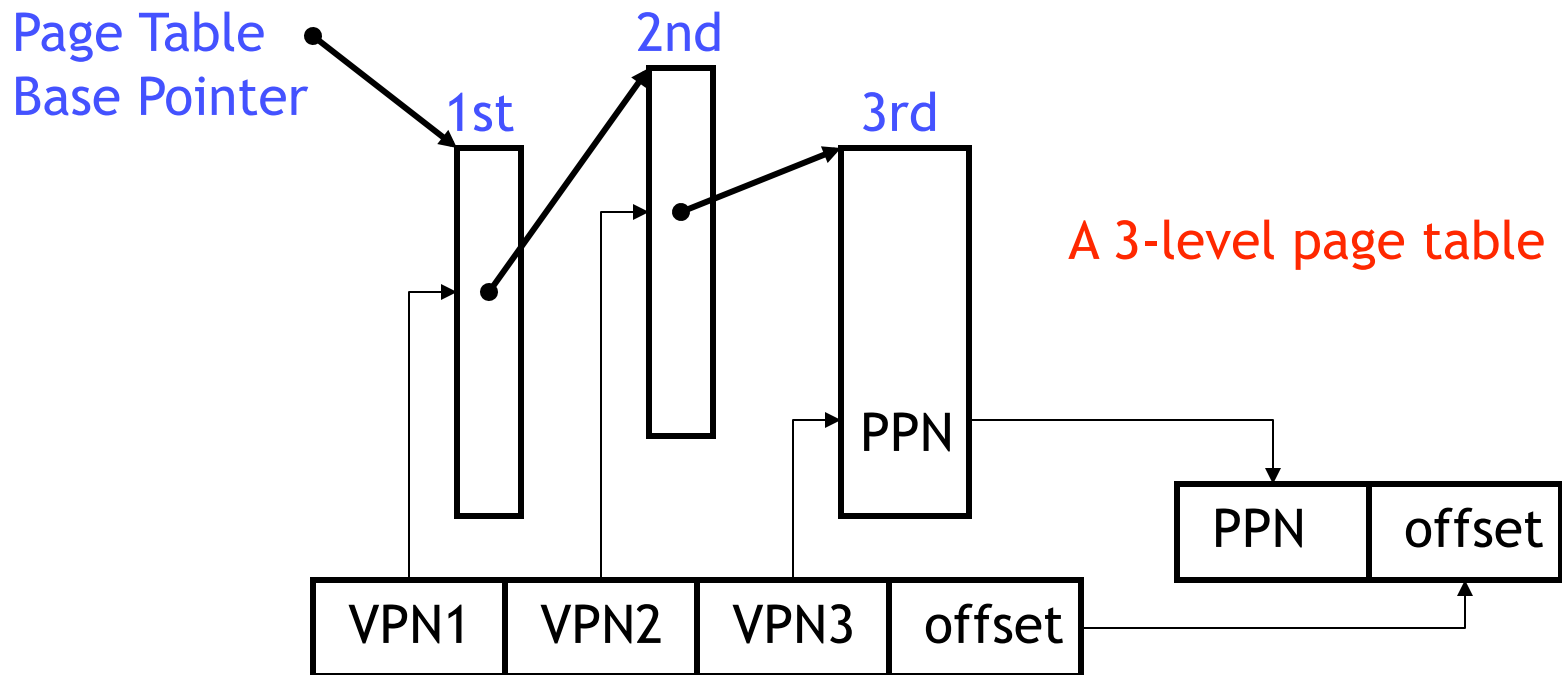 Page Table
Base Pointer
1st
2nd
3rd
A 3-level page table
PPN
PPN
offset
VPN1
VPN2
VPN3
offset